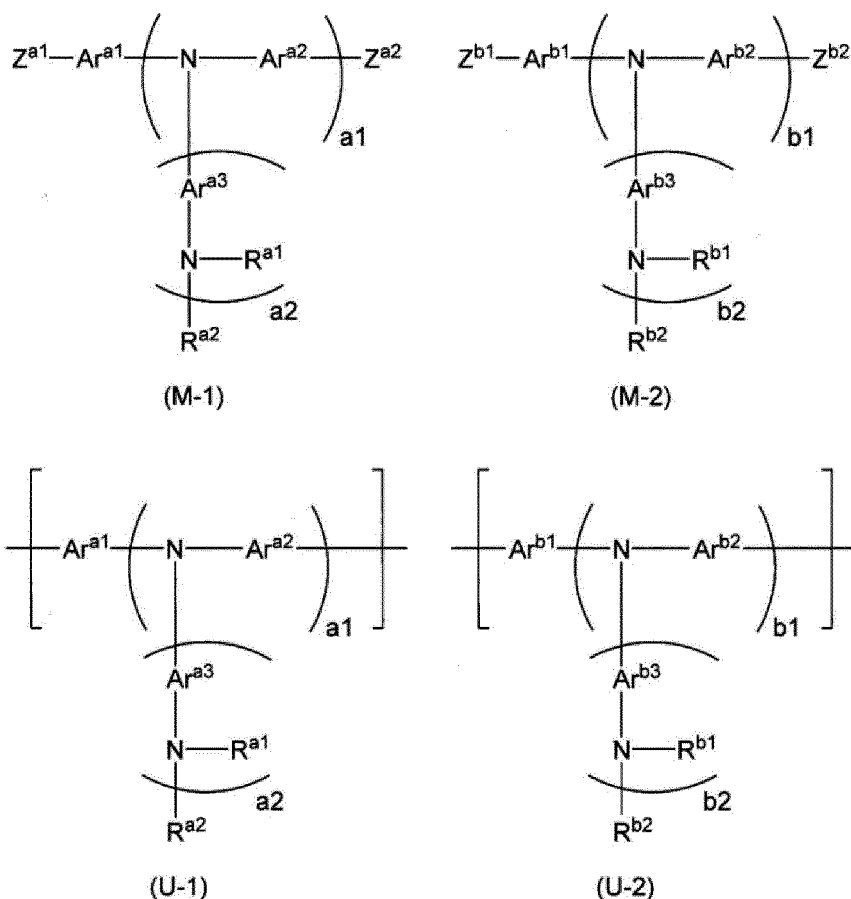 Z^a1 Ar^a1 N Ar^a2 Z^a2
a1
Ar^a3
N R^a1
a2
R^a2
(M-1)
Z^b1 Ar^b1 N Ar^b2 Z^b2
b1
Ar^b3
N R^b1
b2
R^b2
(M-2)
Ar^a1 N Ar^a2
a1
Ar^a3
N R^a1
a2
R^a2
(U-1)
Ar^b1 N Ar^b2
b1
Ar^b3
N R^b1
b2
R^b2
(U-2)